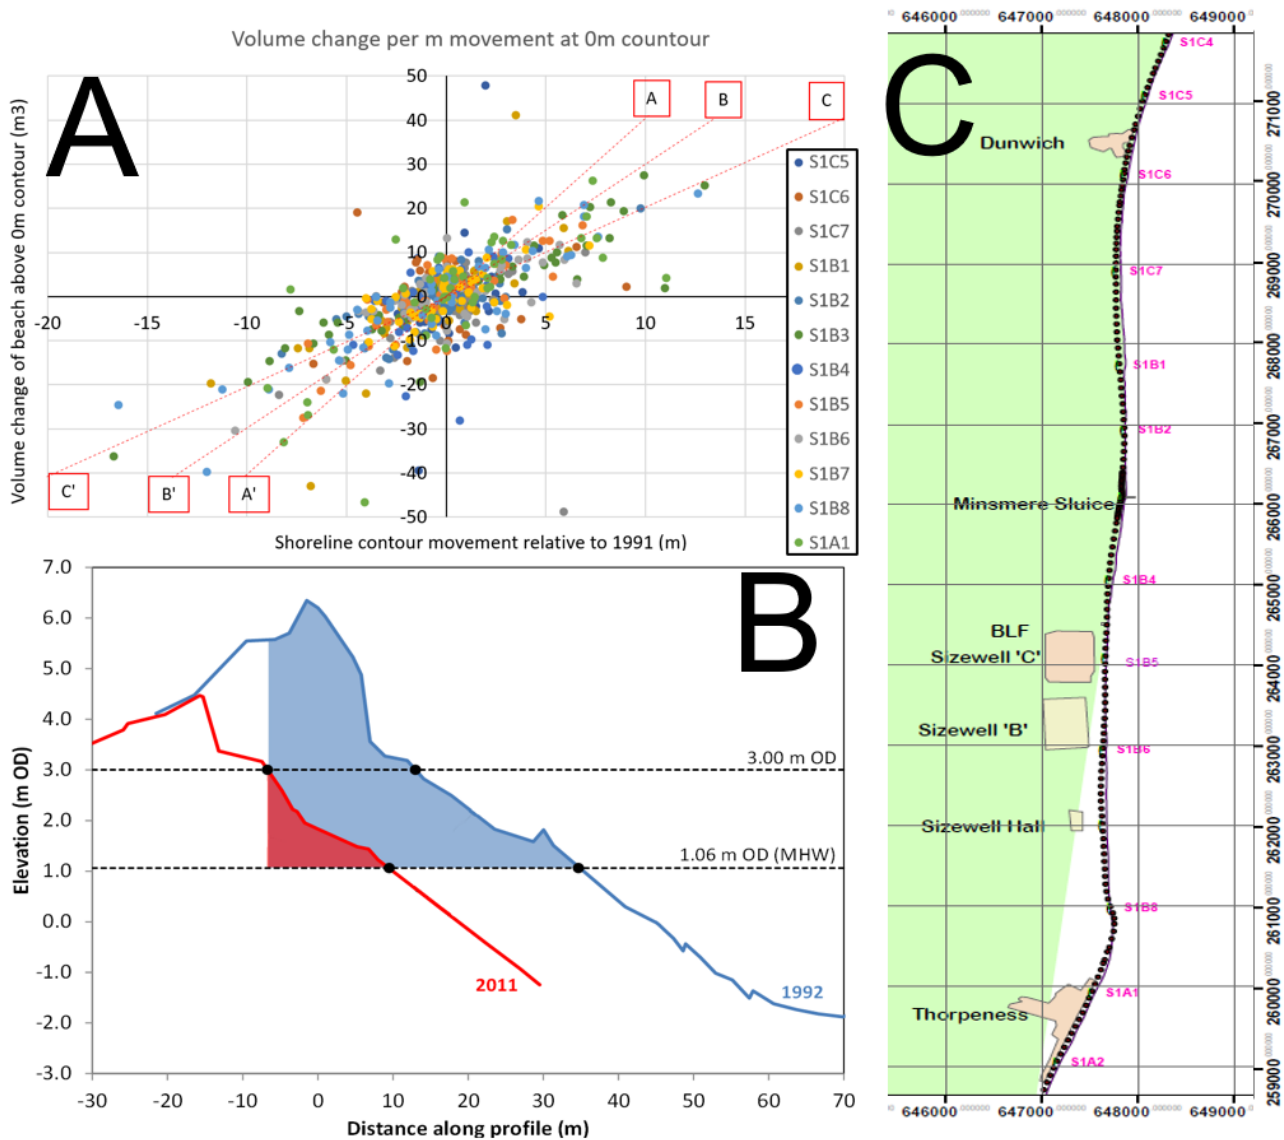 A
Volume change per m movement at 0m countour
Volume change of beach above 0m contour (m3)
50
40
30
20
10
0
-10
-20
-30
-40
-50
-20
-15
-10
-5
0
5
10
15
A
B
C
C'
B'
A'
S1C5
S1C6
S1C7
S1B1
S1B2
S1B3
S1B4
S1B5
S1B6
S1B7
S1B8
S1A1
Shoreline contour movement relative to 1991 (m)
B
Elevation (m OD)
7.0
6.0
5.0
4.0
3.0
2.0
1.0
0.0
-1.0
-2.0
-3.0
3.00 m OD
1.06 m OD (MHW)
2011
1992
-30
-20
-10
0
10
20
30
40
50
60
70
Distance along profile (m)
C
646000
647000
648000
649000
S1C4
S1C5
Dunwich
S1C6
S1C7
S1B1
S1B2
Minsmere Sluice
S1B4
BLF
Sizewell 'C'
S1B5
Sizewell 'B'
S1B6
Sizewell Hall
S1B8
S1A1
Thorpeness
S1A2
271000
270000
269000
268000
267000
266000
265000
264000
263000
262000
261000
260000
259000
646000
647000
648000
649000